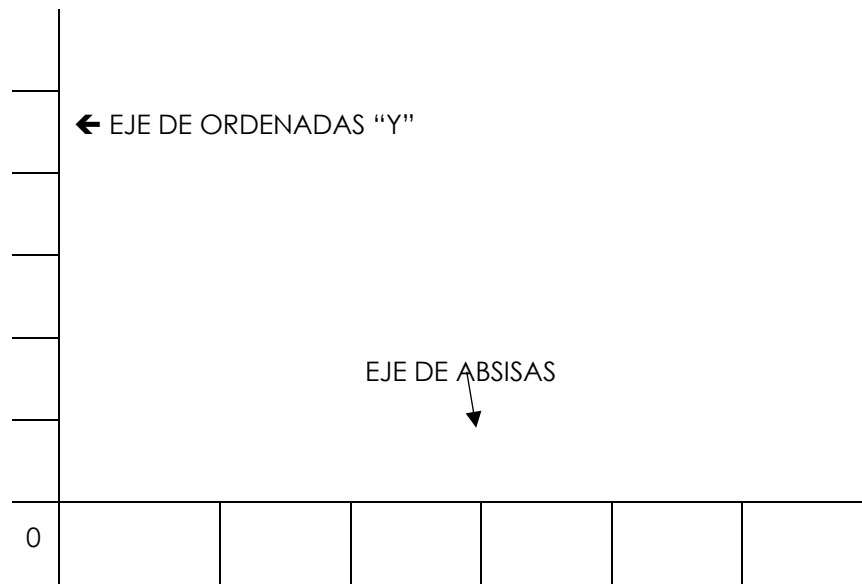 ← EJE DE ORDENADAS “Y”
EJE DE ABSISAS
0